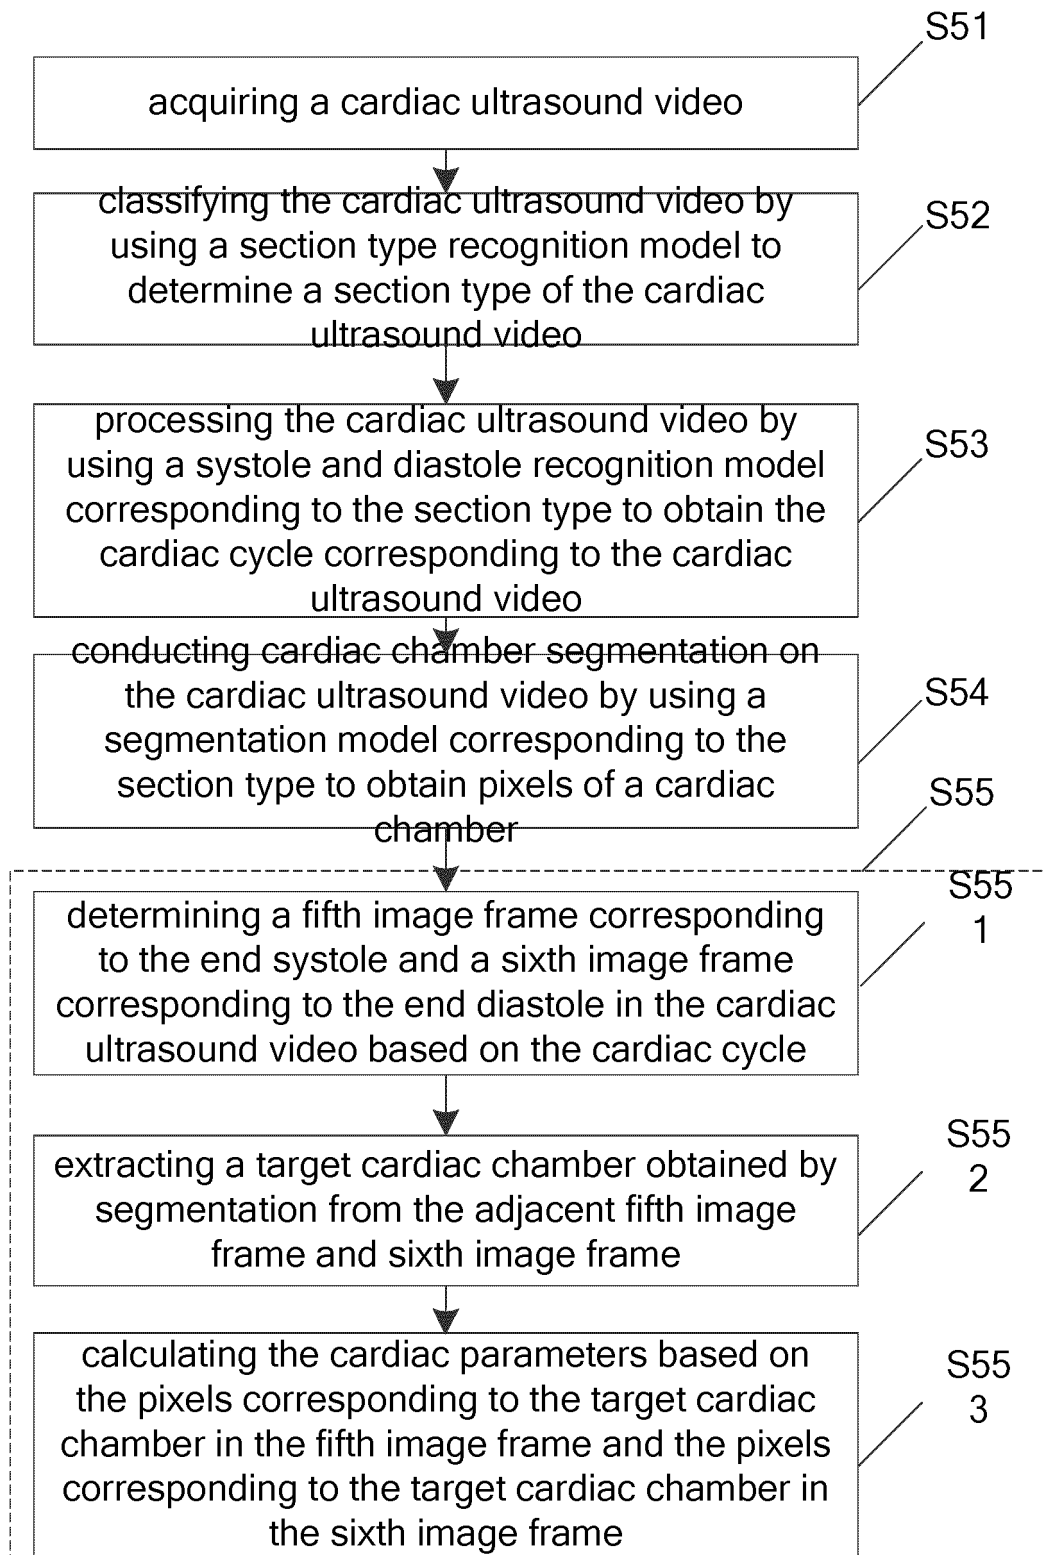 S51
acquiring a cardiac ultrasound video
classifying the cardiac ultrasound video by
using a section type recognition model to
determine a section type of the cardiac
ultrasound video
S52
processing the cardiac ultrasound video by
using a systole and diastole recognition model
corresponding to the section type to obtain the
cardiac cycle corresponding to the cardiac
ultrasound video
S53
conducting cardiac chamber segmentation on
the cardiac ultrasound video by using a
segmentation model corresponding to the
section type to obtain pixels of a cardiac
chamber
S54
S55
S55
1
determining a fifth image frame corresponding
to the end systole and a sixth image frame
corresponding to the end diastole in the cardiac
ultrasound video based on the cardiac cycle
S55
2
extracting a target cardiac chamber obtained by
segmentation from the adjacent fifth image
frame and sixth image frame
S55
3
calculating the cardiac parameters based on
the pixels corresponding to the target cardiac
chamber in the fifth image frame and the pixels
corresponding to the target cardiac chamber in
the sixth image frame